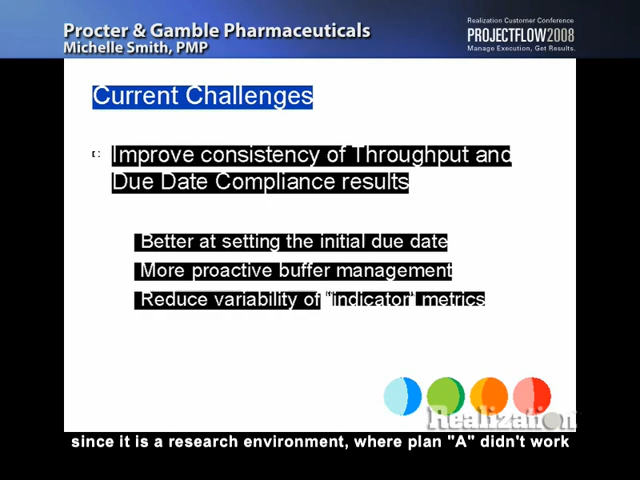 Procter & Gamble Pharmaceuticals
Michelle Smith, PMP
Realization Customer Conference
PROJECTFLOW2008
Manage Execution, Get Results.
Current Challenges
Improve consistency of Throughput and
Due Date Compliance results
Better at setting the initial due date
More proactive buffer management
Reduce variability of "indicator" metrics
Realization
since it is a research environment, where plan "A" didn't work